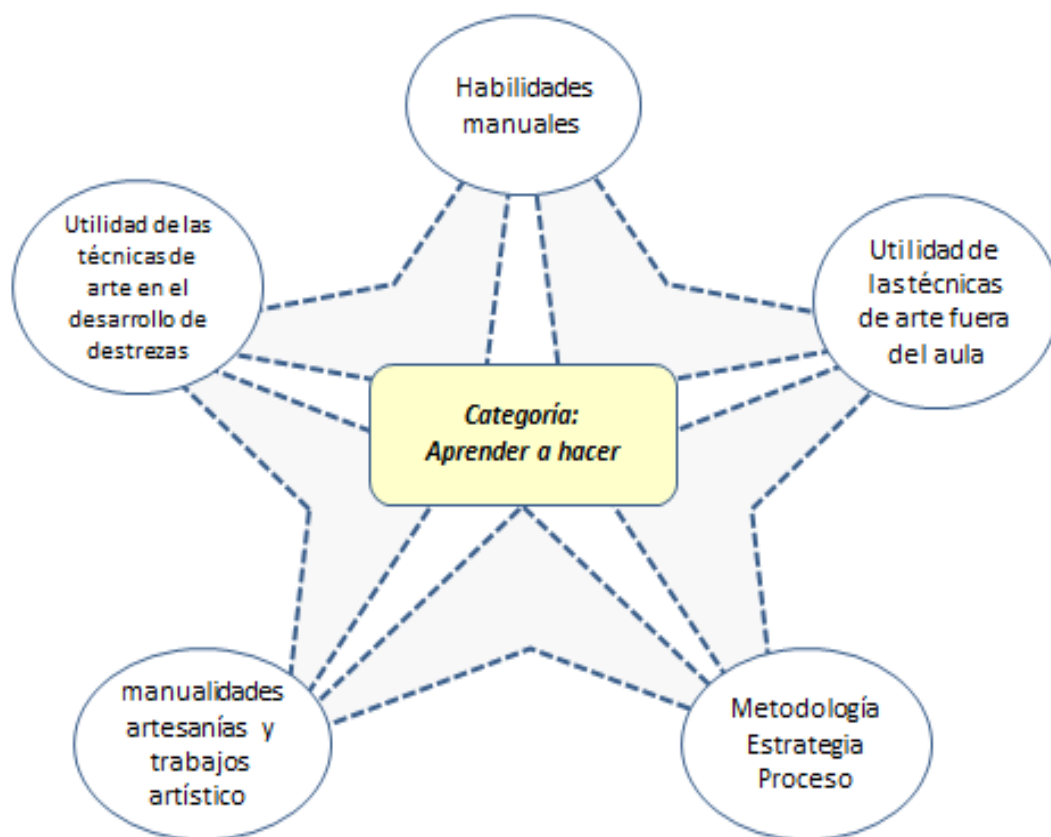 Habilidades
manuales
Utilidad de las
técnicas de
arte en el
desarrollo de
destrezas
Utilidad de
las técnicas
de arte fuera
del aula
Categoría:
Aprender a hacer
manualidades
artesanías y
trabajos
artístico
Metodología
Estrategia
Proceso